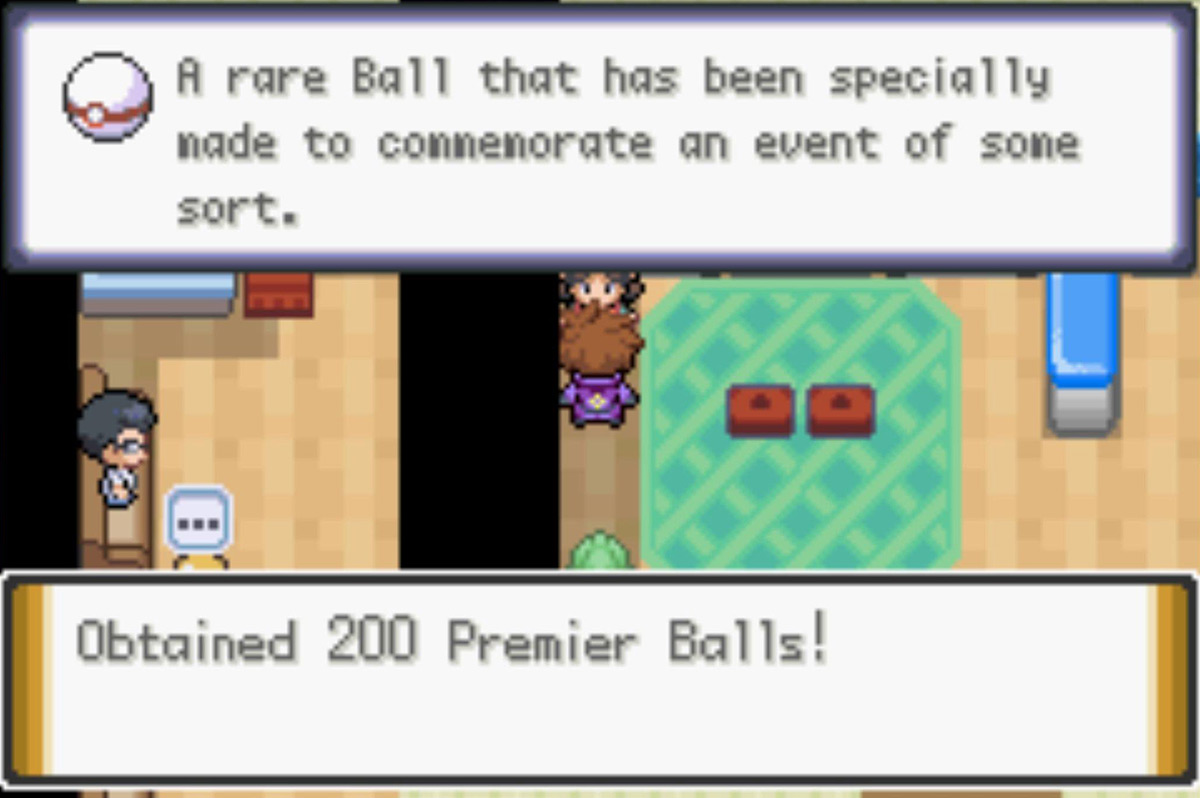 A rare Ball that has been specially
made to commemorate an event of some
sort.
...
Obtained 200 Premier Balls!